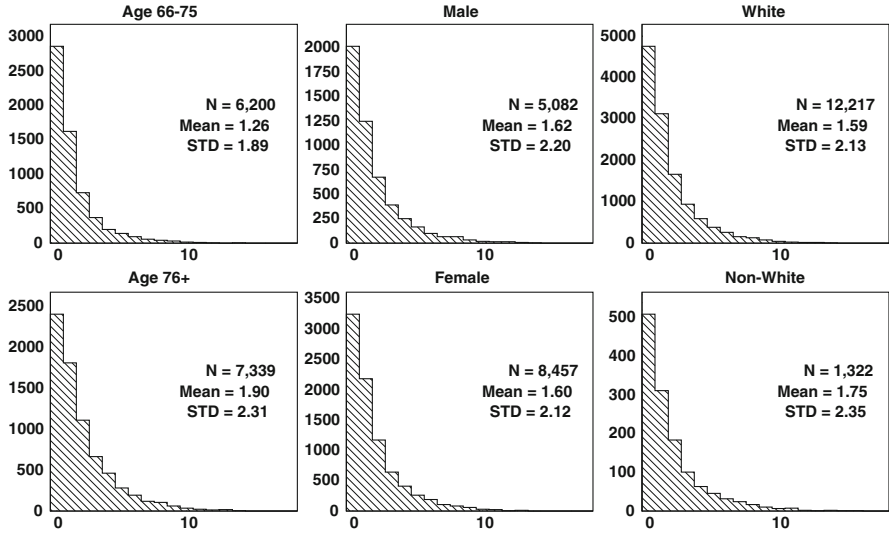 Age 66-75
3000
2500
2000
1500
1000
500
0
N = 6,200
Mean = 1.26
STD = 1.89
0 10
Male
2000
1750
1500
1250
1000
750
500
250
0
N = 5,082
Mean = 1.62
STD = 2.20
0 10
White
5000
4000
3000
2000
1000
0
N = 12,217
Mean = 1.59
STD = 2.13
0 10
Age 76+
2500
2000
1500
1000
500
0
N = 7,339
Mean = 1.90
STD = 2.31
0 10
Female
3500
3000
2500
2000
1500
1000
500
0
N = 8,457
Mean = 1.60
STD = 2.12
0 10
Non-White
500
400
300
200
100
0
N = 1,322
Mean = 1.75
STD = 2.35
0 10